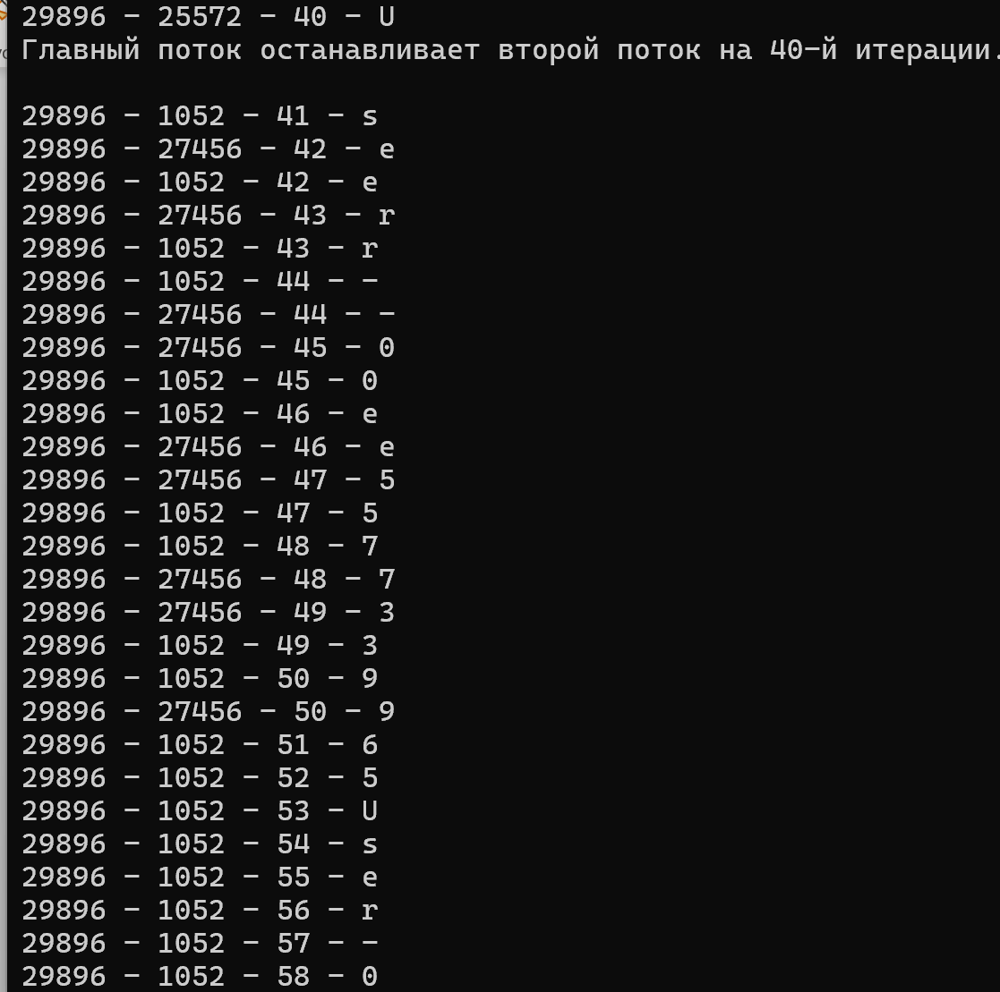 29896 - 25572 - 40 - U
Главный поток останавливает второй поток на 40-й итерации.
29896 - 1052 - 41 - s
29896 - 27456 - 42 - e
29896 - 1052 - 42 - e
29896 - 27456 - 43 - r
29896 - 1052 - 43 - r
29896 - 1052 - 44 - -
29896 - 27456 - 44 - -
29896 - 27456 - 45 - 0
29896 - 1052 - 45 - 0
29896 - 1052 - 46 - e
29896 - 27456 - 46 - e
29896 - 27456 - 47 - 5
29896 - 1052 - 47 - 5
29896 - 1052 - 48 - 7
29896 - 27456 - 48 - 7
29896 - 27456 - 49 - 3
29896 - 1052 - 49 - 3
29896 - 1052 - 50 - 9
29896 - 27456 - 50 - 9
29896 - 1052 - 51 - 6
29896 - 1052 - 52 - 5
29896 - 1052 - 53 - U
29896 - 1052 - 54 - s
29896 - 1052 - 55 - e
29896 - 1052 - 56 - r
29896 - 1052 - 57 - -
29896 - 1052 - 58 - 0